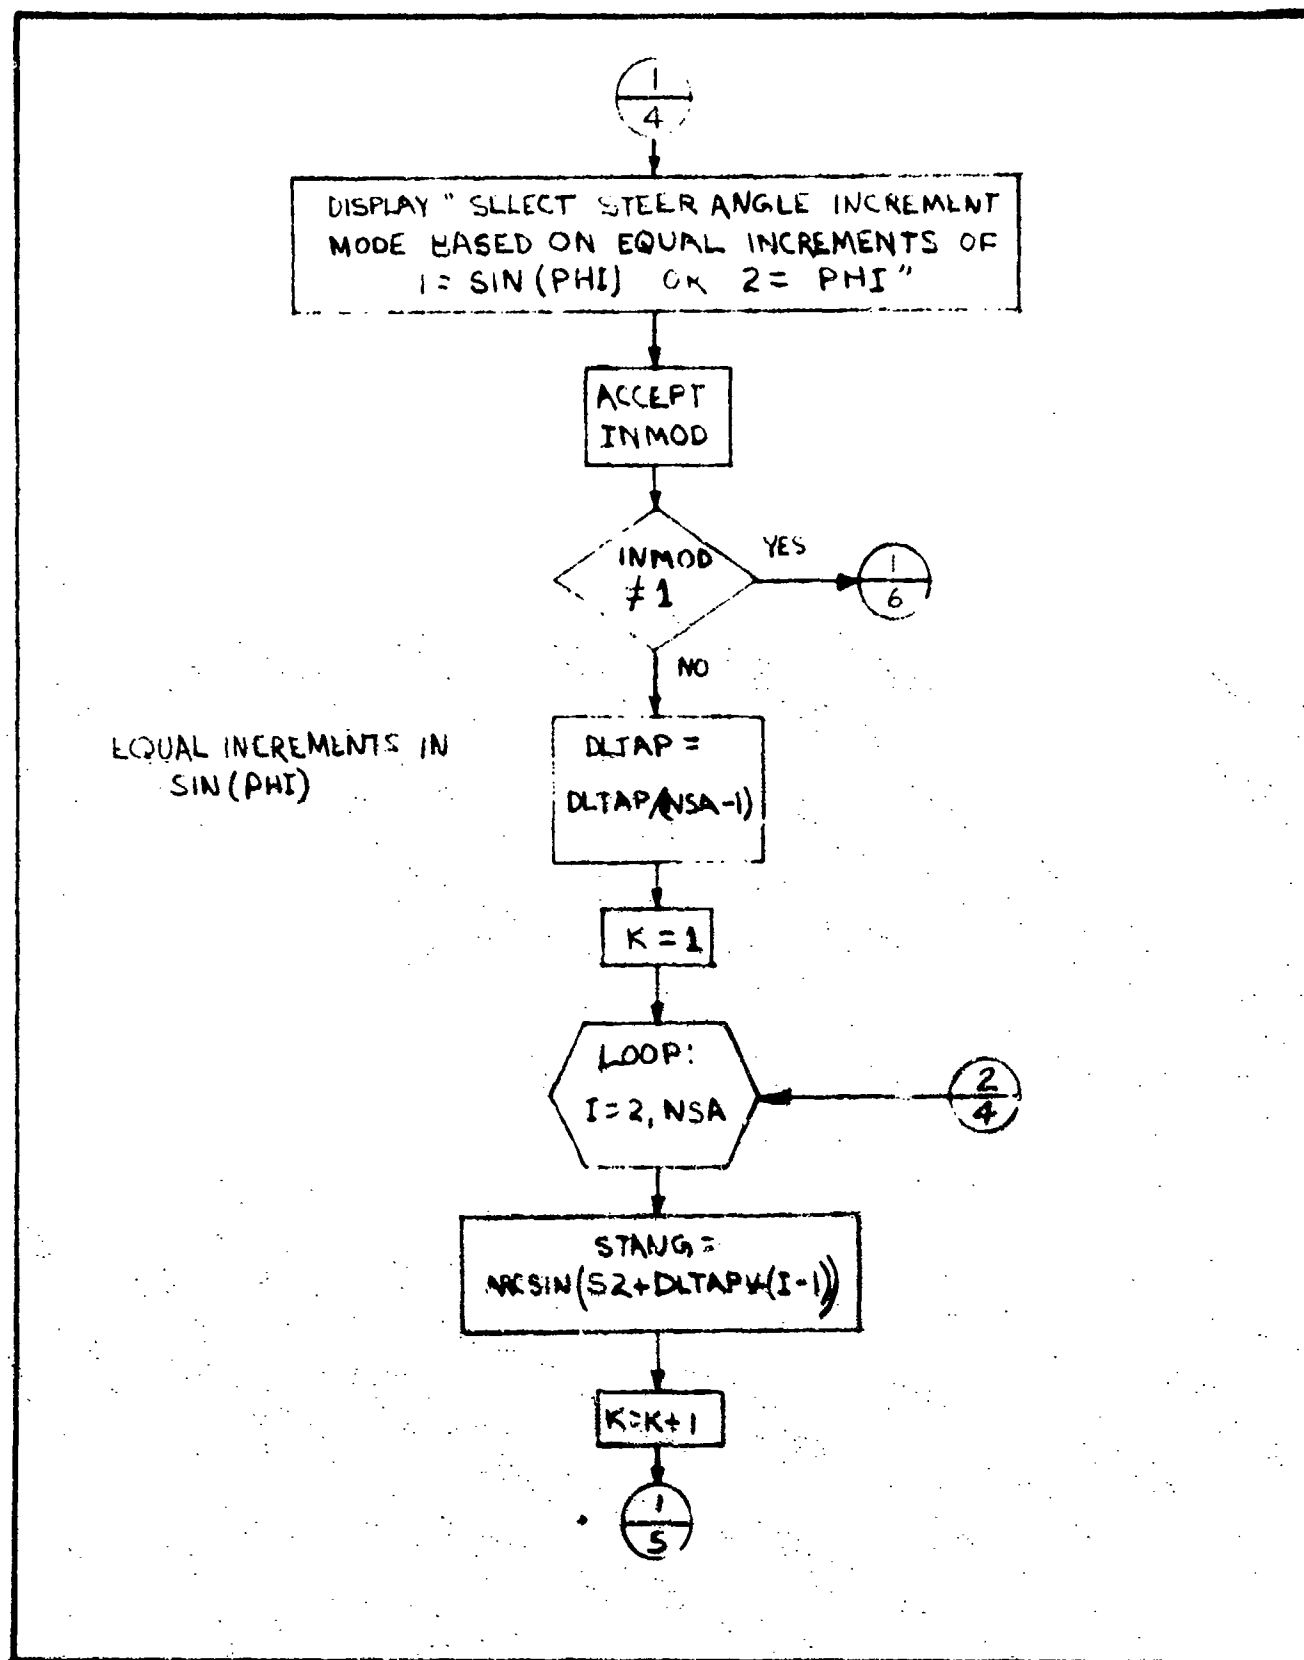 1
4
DISPLAY " SELECT STEER ANGLE INCREMENT
MODE BASED ON EQUAL INCREMENTS OF
1 = SIN (PHI) OR 2 = PHI "
ACCEPT
INMOD
INMOD
≠ 1
YES
1
6
NO
EQUAL INCREMENTS IN
SIN (PHI)
DLTAP =
DLTAP/(NSA-1)
K = 1
LOOP:
I = 2, NSA
2
4
STANG =
ARCSIN(S2+DLTAP*(I-1))
K=K+1
1
5